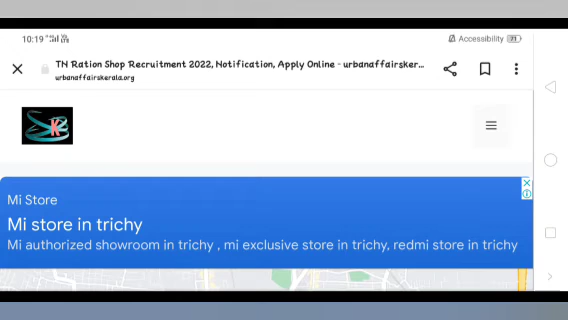 10:19
Accessibility 71
TN Ration Shop Recruitment 2022, Notification, Apply Online - urbanaffairsker...
urbanaffairskerala.org
K
Mi Store
Mi store in trichy
Mi authorized showroom in trichy , mi exclusive store in trichy, redmi store in trichy